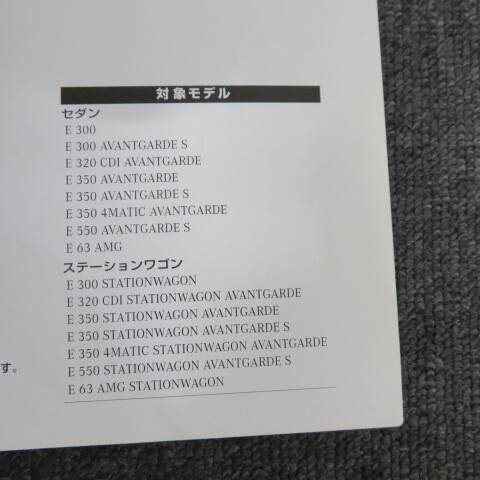 対象モデル
セダン
E 300
E 300 AVANTGARDE S
E 320 CDI AVANTGARDE
E 350 AVANTGARDE
E 350 AVANTGARDE S
E 350 4MATIC AVANTGARDE
E 550 AVANTGARDE S
E 63 AMG
ステーションワゴン
E 300 STATIONWAGON
E 320 CDI STATIONWAGON AVANTGARDE
E 350 STATIONWAGON AVANTGARDE
E 350 STATIONWAGON AVANTGARDE S
E 350 4MATIC STATIONWAGON AVANTGARDE
E 550 STATIONWAGON AVANTGARDE S
E 63 AMG STATIONWAGON
す。